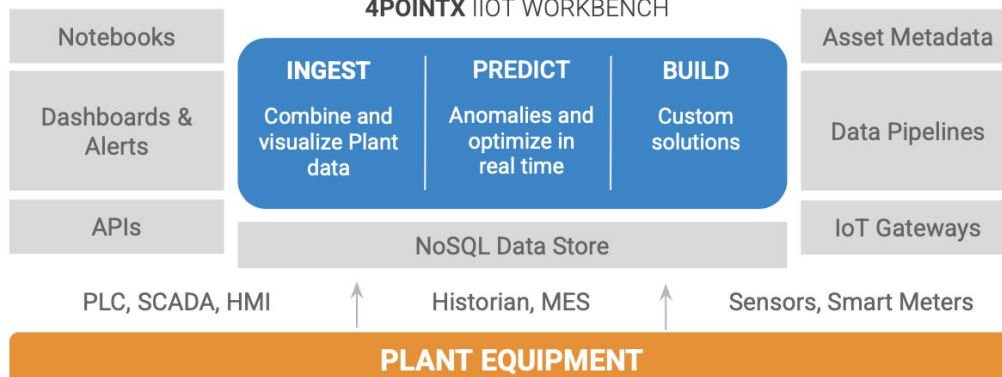 4POINTX IIOT WORKBENCH
Notebooks
Dashboards &
Alerts
APIs
INGEST
Combine and
visualize Plant
data
PREDICT
Anomalies and
optimize in
real time
BUILD
Custom
solutions
Asset Metadata
Data Pipelines
IoT Gateways
NoSQL Data Store
PLC, SCADA, HMI
Historian, MES
Sensors, Smart Meters
PLANT EQUIPMENT